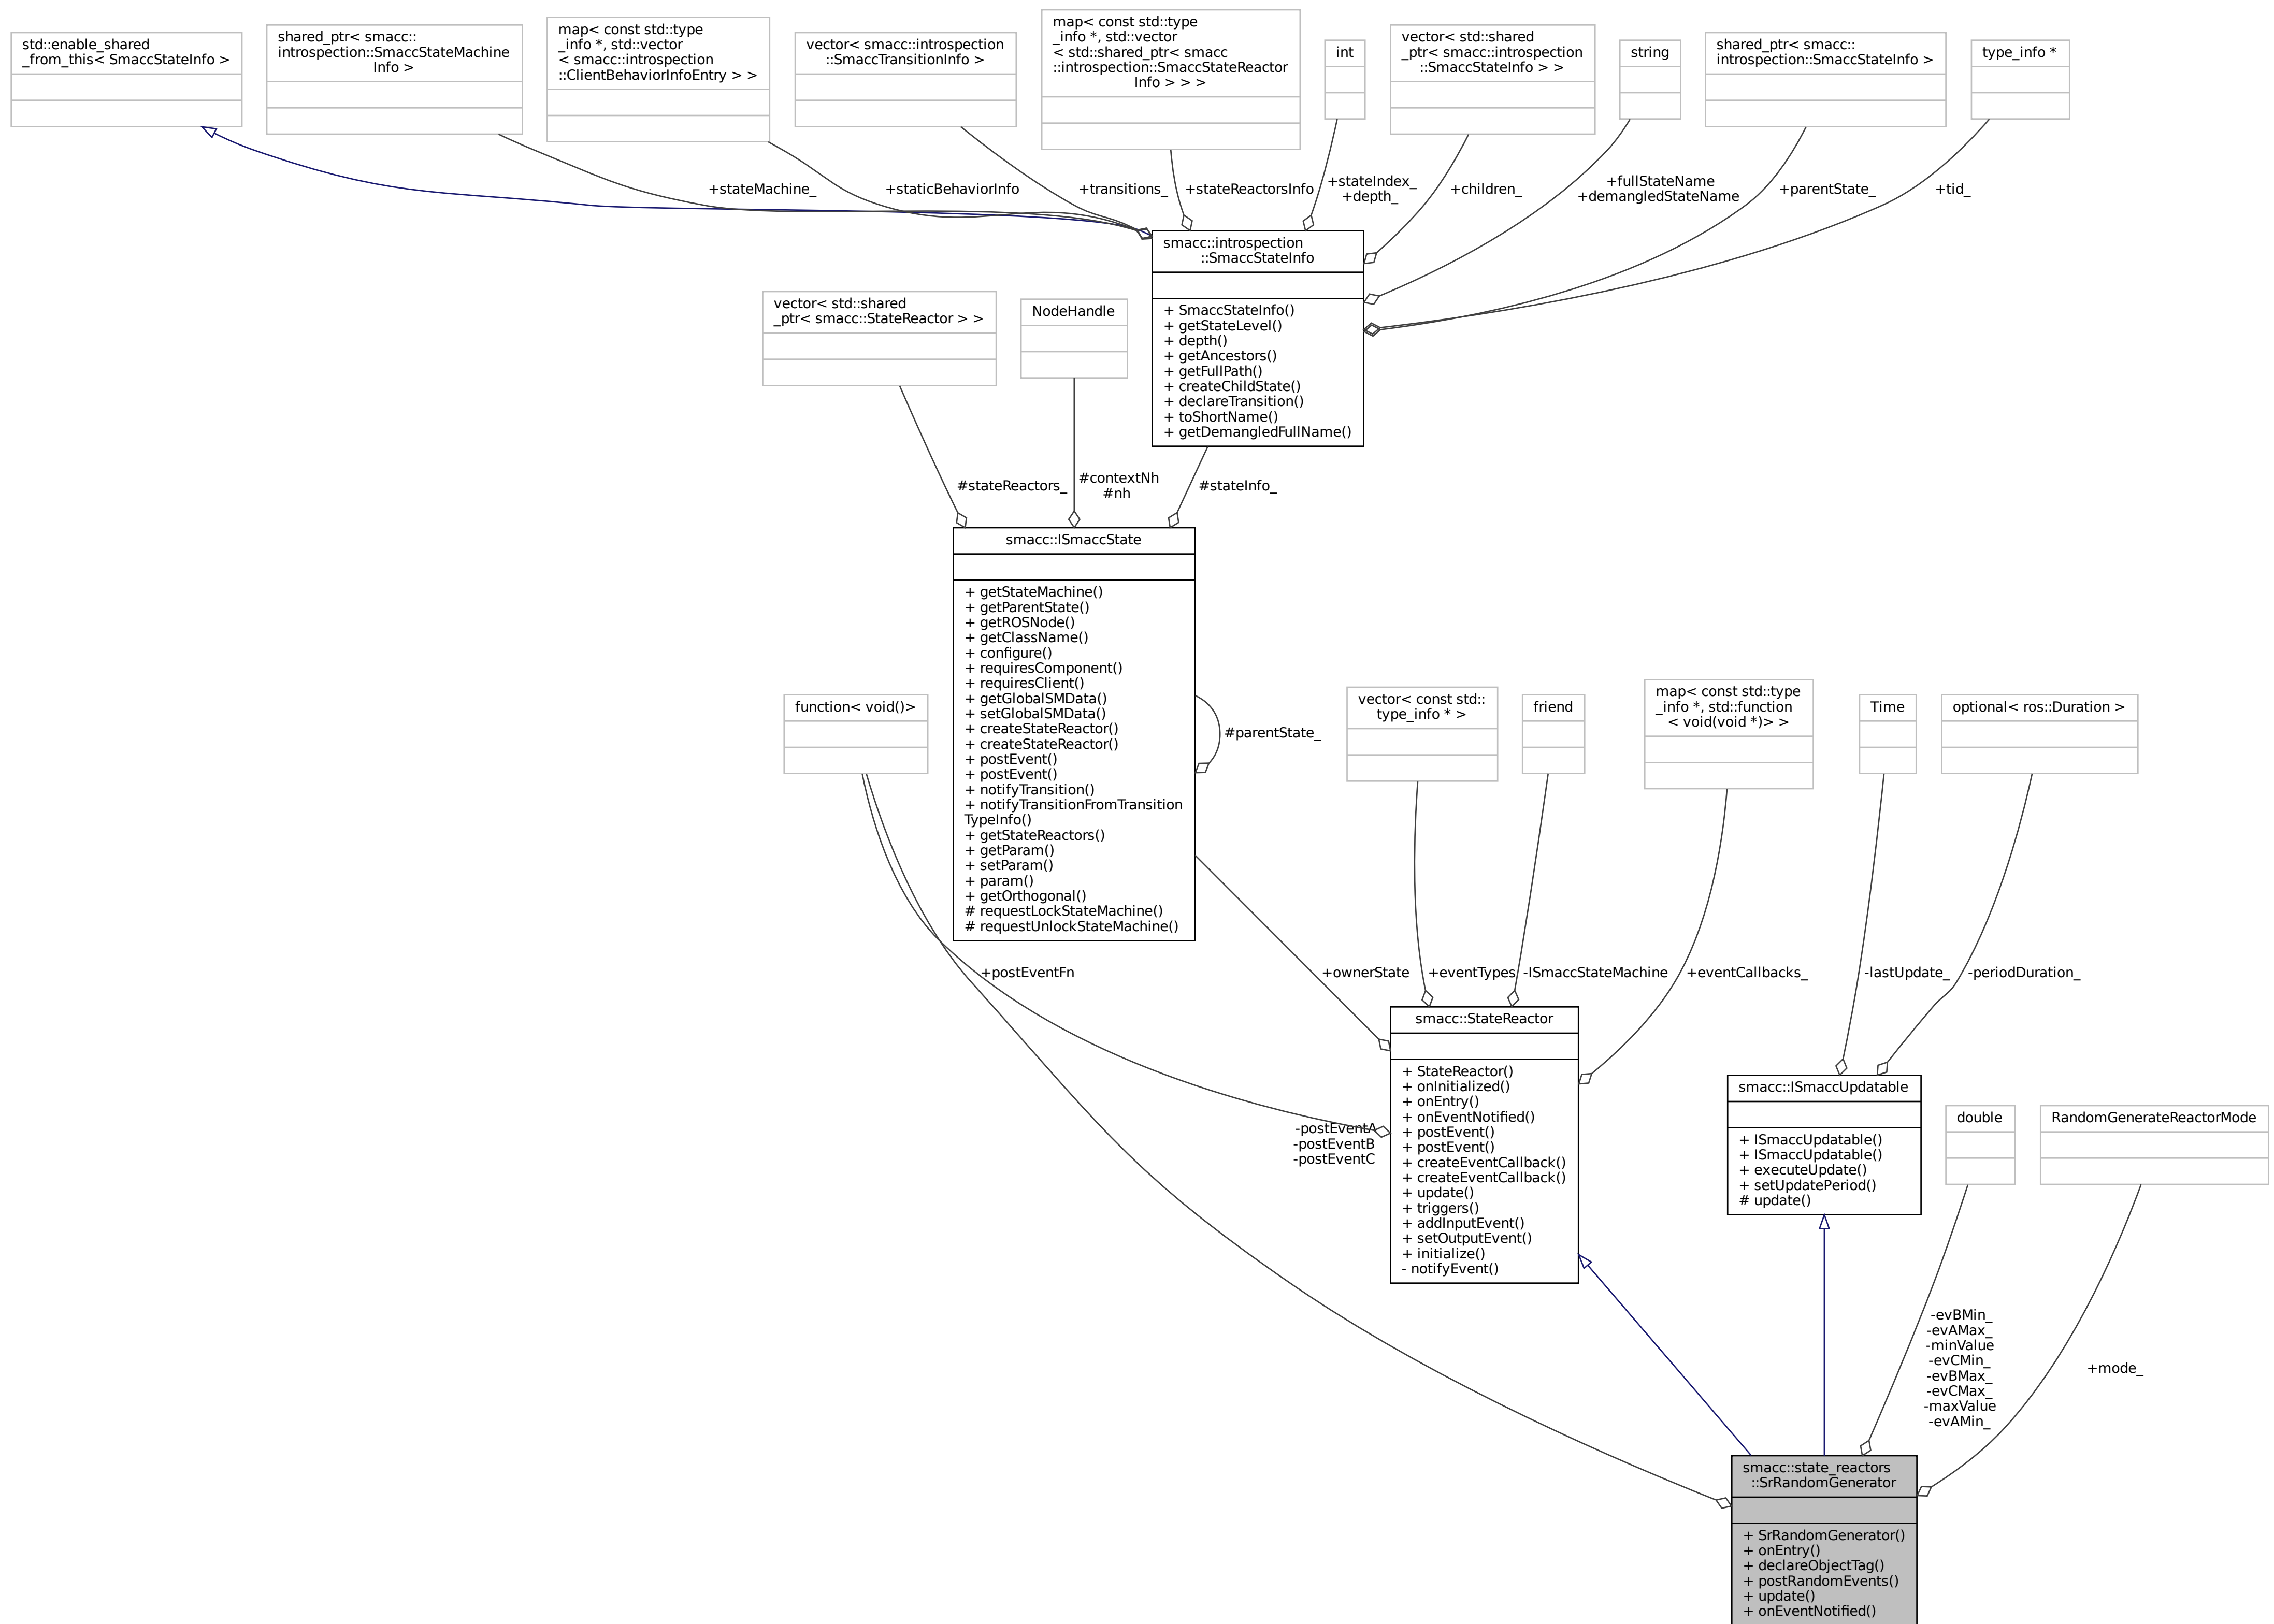 std::enable_shared
_from_this< SmaccStateInfo >
shared_ptr< smacc::
introspection::SmaccStateMachine
Info >
map< const std::type
_info *, std::vector
< smacc::introspection
::ClientBehaviorInfoEntry > >
vector< smacc::introspection
::SmaccTransitionInfo >
map< const std::type
_info *, std::vector
< std::shared_ptr< smacc
::introspection::SmaccStateReactor
Info > > >
int
vector< std::shared
_ptr< smacc::introspection
::SmaccStateInfo > >
string
shared_ptr< smacc::
introspection::SmaccStateInfo >
type_info *
+stateMachine_
+staticBehaviorInfo
+transitions_
+stateReactorsInfo
+stateIndex_
+depth_
+children_
+fullStateName
+demangledStateName
+parentState_
+tid_
smacc::introspection
::SmaccStateInfo
+ SmaccStateInfo()
+ getStateLevel()
+ depth()
+ getAncestors()
+ getFullPath()
+ createChildState()
+ declareTransition()
+ toShortName()
+ getDemangledFullName()
vector< std::shared
_ptr< smacc::StateReactor > >
NodeHandle
#stateReactors_
#contextNh
#nh
#stateInfo_
smacc::ISmaccState
+ getStateMachine()
+ getParentState()
+ getROSNode()
+ getClassName()
+ configure()
+ requiresComponent()
+ requiresClient()
+ getGlobalSMData()
+ setGlobalSMData()
+ createStateReactor()
+ createStateReactor()
+ postEvent()
+ postEvent()
+ notifyTransition()
+ notifyTransitionFromTransition
TypeInfo()
+ getStateReactors()
+ getParam()
+ setParam()
+ param()
+ getOrthogonal()
# requestLockStateMachine()
# requestUnlockStateMachine()
#parentState_
function< void()>
vector< const std::
type_info * >
friend
map< const std::type
_info *, std::function
< void(void *)> >
Time
optional< ros::Duration >
+postEventFn
+ownerState
+eventTypes
-ISmaccStateMachine
+eventCallbacks_
-lastUpdate_
-periodDuration_
smacc::StateReactor
+ StateReactor()
+ onInitialized()
+ onEntry()
+ onEventNotified()
+ postEvent()
+ postEvent()
+ createEventCallback()
+ createEventCallback()
+ update()
+ triggers()
+ addInputEvent()
+ setOutputEvent()
+ initialize()
- notifyEvent()
smacc::ISmaccUpdatable
+ ISmaccUpdatable()
+ ISmaccUpdatable()
+ executeUpdate()
+ setUpdatePeriod()
# update()
double
RandomGenerateReactorMode
-postEventA
-postEventB
-postEventC
-evBMin_
-evAMax_
-minValue
-evCMin_
-evBMax_
-evCMax_
-maxValue
-evAMin_
+mode_
smacc::state_reactors
::SrRandomGenerator
+ SrRandomGenerator()
+ onEntry()
+ declareObjectTag()
+ postRandomEvents()
+ update()
+ onEventNotified()